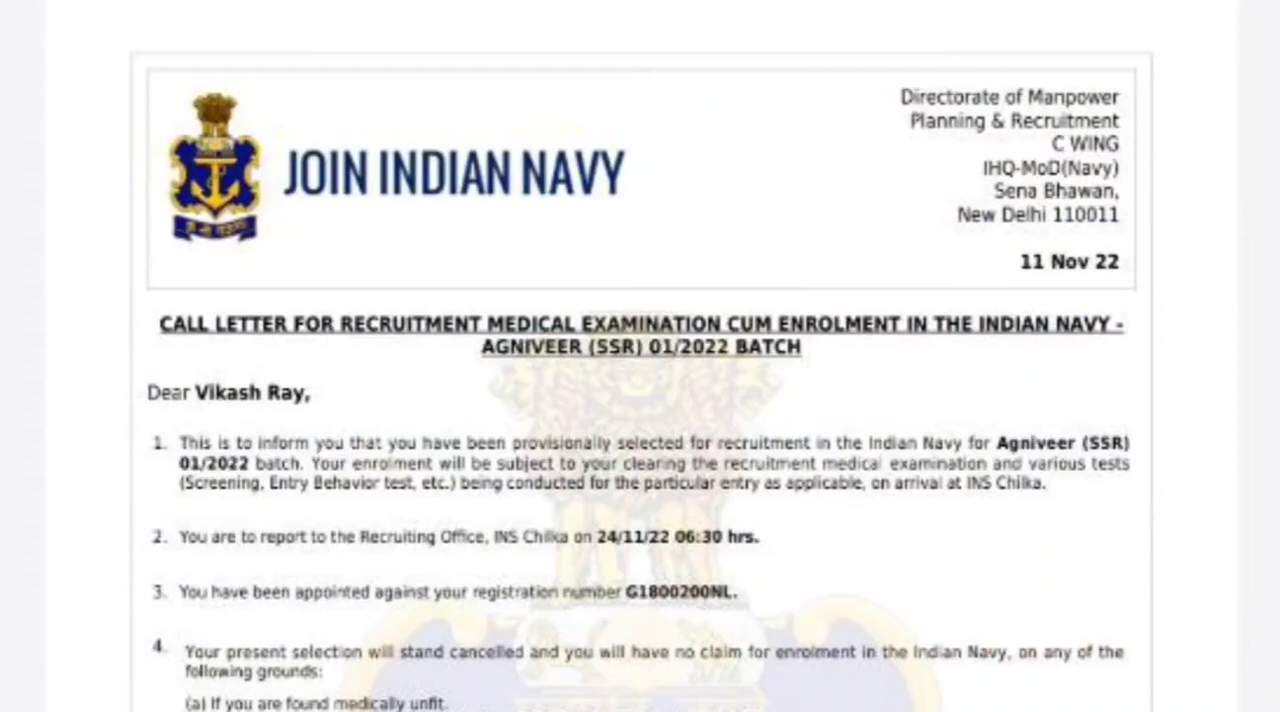 Directorate of Manpower
Planning & Recruitment
C WING
IHQ-MoD(Navy)
Sena Bhawan,
New Delhi 110011
JOIN INDIAN NAVY
11 Nov 22
CALL LETTER FOR RECRUITMENT MEDICAL EXAMINATION CUM ENROLMENT IN THE INDIAN NAVY -
AGNIVEER (SSR) 01/2022 BATCH
Dear Vikash Ray,
1. This is to inform you that you have been provisionally selected for recruitment in the Indian Navy for Agniveer (SSR)
01/2022 batch. Your enrolment will be subject to your clearing the recruitment medical examination and various tests
(Screening, Entry Behavior test, etc.) being conducted for the particular entry as applicable, on arrival at INS Chilka.
2. You are to report to the Recruiting Office, INS Chilka on 24/11/22 06:30 hrs.
3. You have been appointed against your registration number G1800200NL.
4. Your present selection will stand cancelled and you will have no claim for enrolment in the Indian Navy, on any of the
following grounds:
(a) If you are found medically unfit.